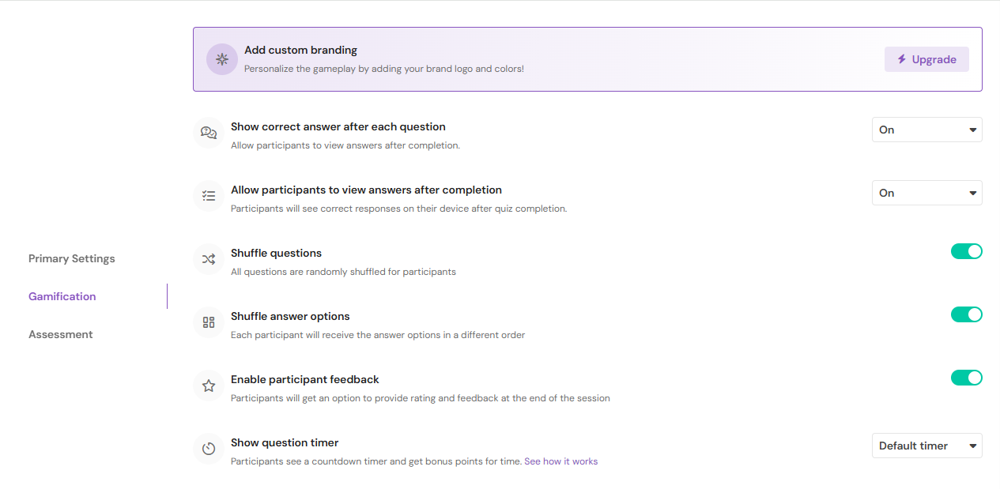 Add custom branding
Personalize the gameplay by adding your brand logo and colors!
Upgrade
Show correct answer after each question
Allow participants to view answers after completion.
On
Allow participants to view answers after completion
Participants will see correct responses on their device after quiz completion.
On
Primary Settings
Gamification
Assessment
Shuffle questions
All questions are randomly shuffled for participants
Shuffle answer options
Each participant will receive the answer options in a different order
Enable participant feedback
Participants will get an option to provide rating and feedback at the end of the session
Show question timer
Participants see a countdown timer and get bonus points for time. See how it works
Default timer